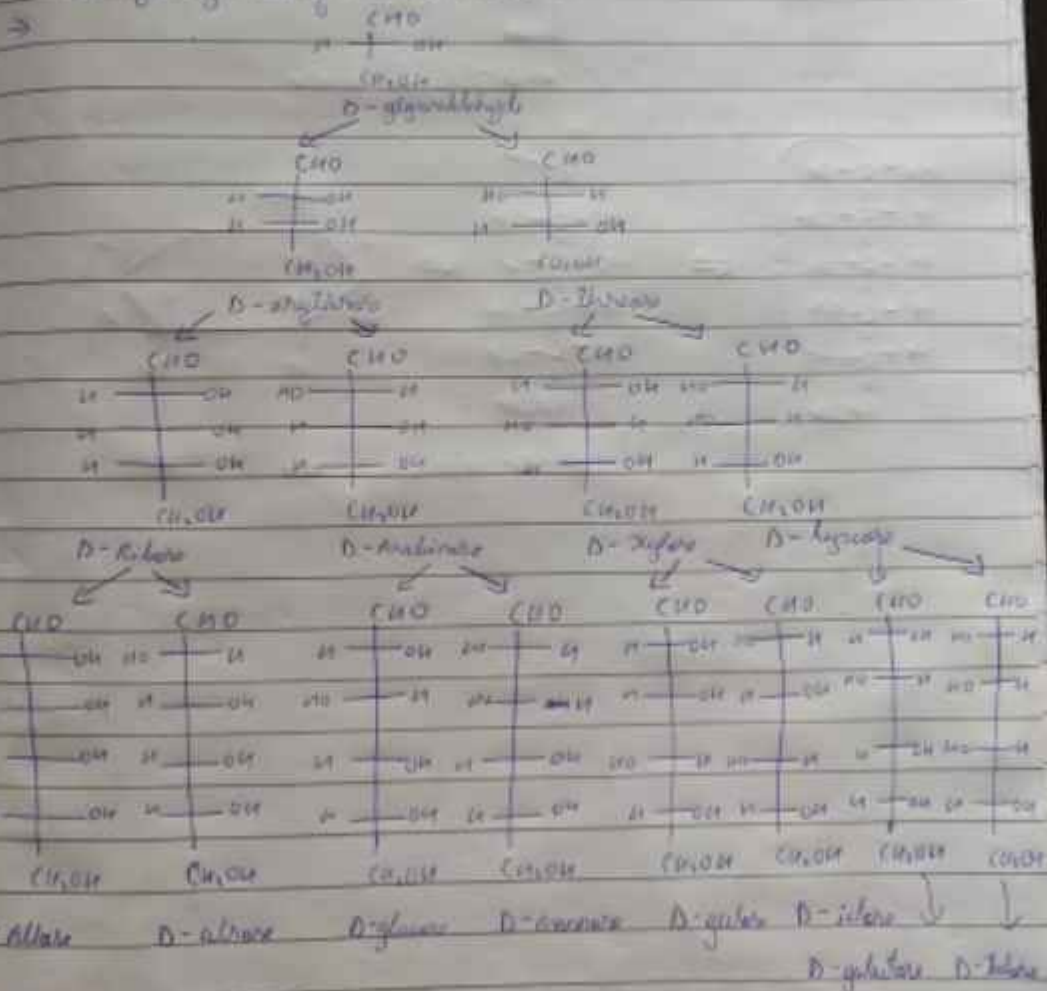 →
CHO
H OH
CH₂OH
D-glyceraldehyde
CHO CHO
H OH HO H
H OH H OH
CH₂OH CH₂OH
D-erythrose D-threose
CHO CHO CHO CHO
H OH HO H H OH HO H
H OH H OH HO H HO H
H OH H OH H OH H OH
CH₂OH CH₂OH CH₂OH CH₂OH
D-Ribose D-Arabinose D-Xylose D-lyxose
CHO CHO CHO CHO CHO CHO CHO CHO
OH HO H H OH HO H H OH HO H H OH HO H
OH H OH HO H HO H H OH H OH HO H HO H
OH H OH H OH H OH HO H HO H H OH HO H
OH H OH H OH H OH H OH H OH H OH H OH
CH₂OH CH₂OH CH₂OH CH₂OH CH₂OH CH₂OH CH₂OH CH₂OH
Allose D-altrose D-glucose D-mannose D-gulose D-idose
D-galactose D-talose